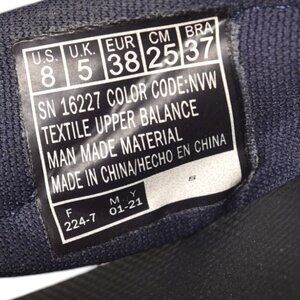 U.S. U.K. EUR CM BRA
8 5 38 25 37
SN 16227 COLOR CODE:NVW
TEXTILE UPPER BALANCE
MAN MADE MATERIAL
MADE IN CHINA/HECHO EN CHINA
F M Y
224-7 01-21
5